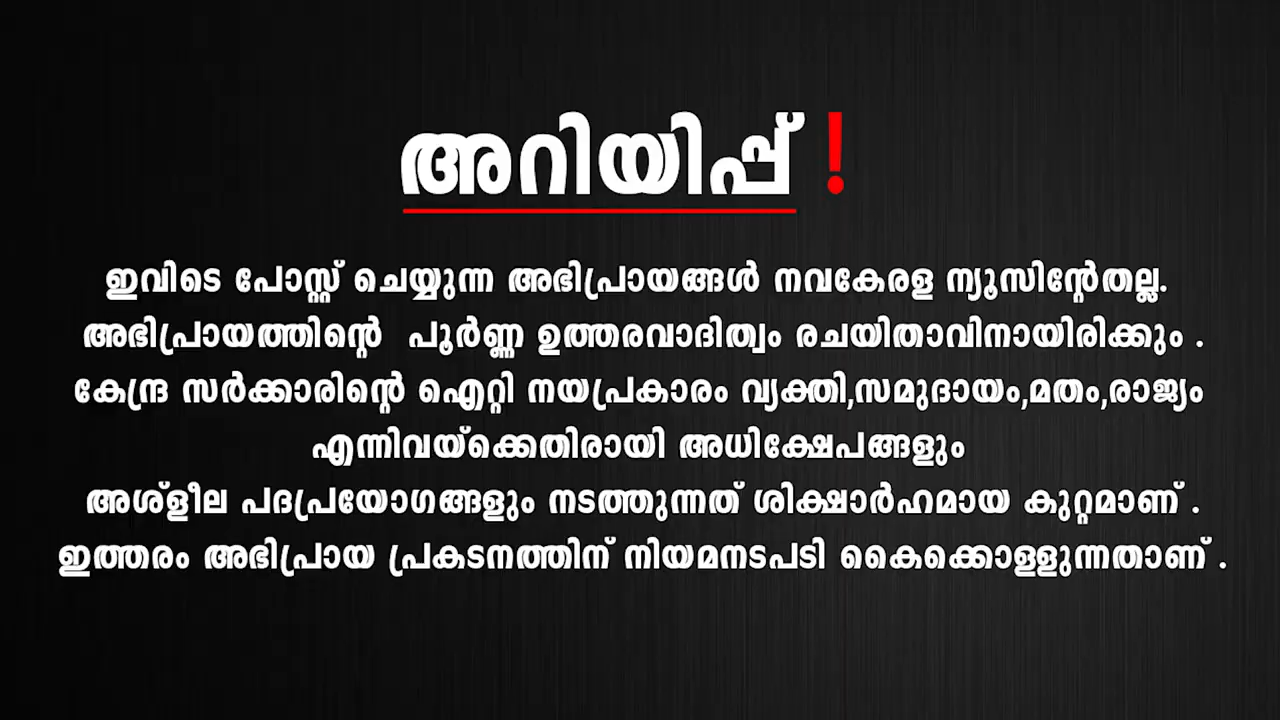 അറിയിപ്പ് !
ഇവിടെ പോസ്റ്റ് ചെയ്യുന്ന അഭിപ്രായങ്ങൾ നവകേരള ന്യൂസിന്റേതല്ല.
അഭിപ്രായത്തിന്റെ പൂർണ്ണ ഉത്തരവാദിത്വം രചയിതാവിനായിരിക്കും .
കേന്ദ്ര സർക്കാരിന്റെ ഐറ്റി നയപ്രകാരം വ്യക്തി,സമുദായം,മതം,രാജ്യം
എന്നിവയ്ക്കെതിരായി അധിക്ഷേപങ്ങളും
അശ്ളീല പദപ്രയോഗങ്ങളും നടത്തുന്നത് ശിക്ഷാർഹമായ കുറ്റമാണ് .
ഇത്തരം അഭിപ്രായ പ്രകടനത്തിന് നിയമനടപടി കൈക്കൊള്ളുന്നതാണ് .